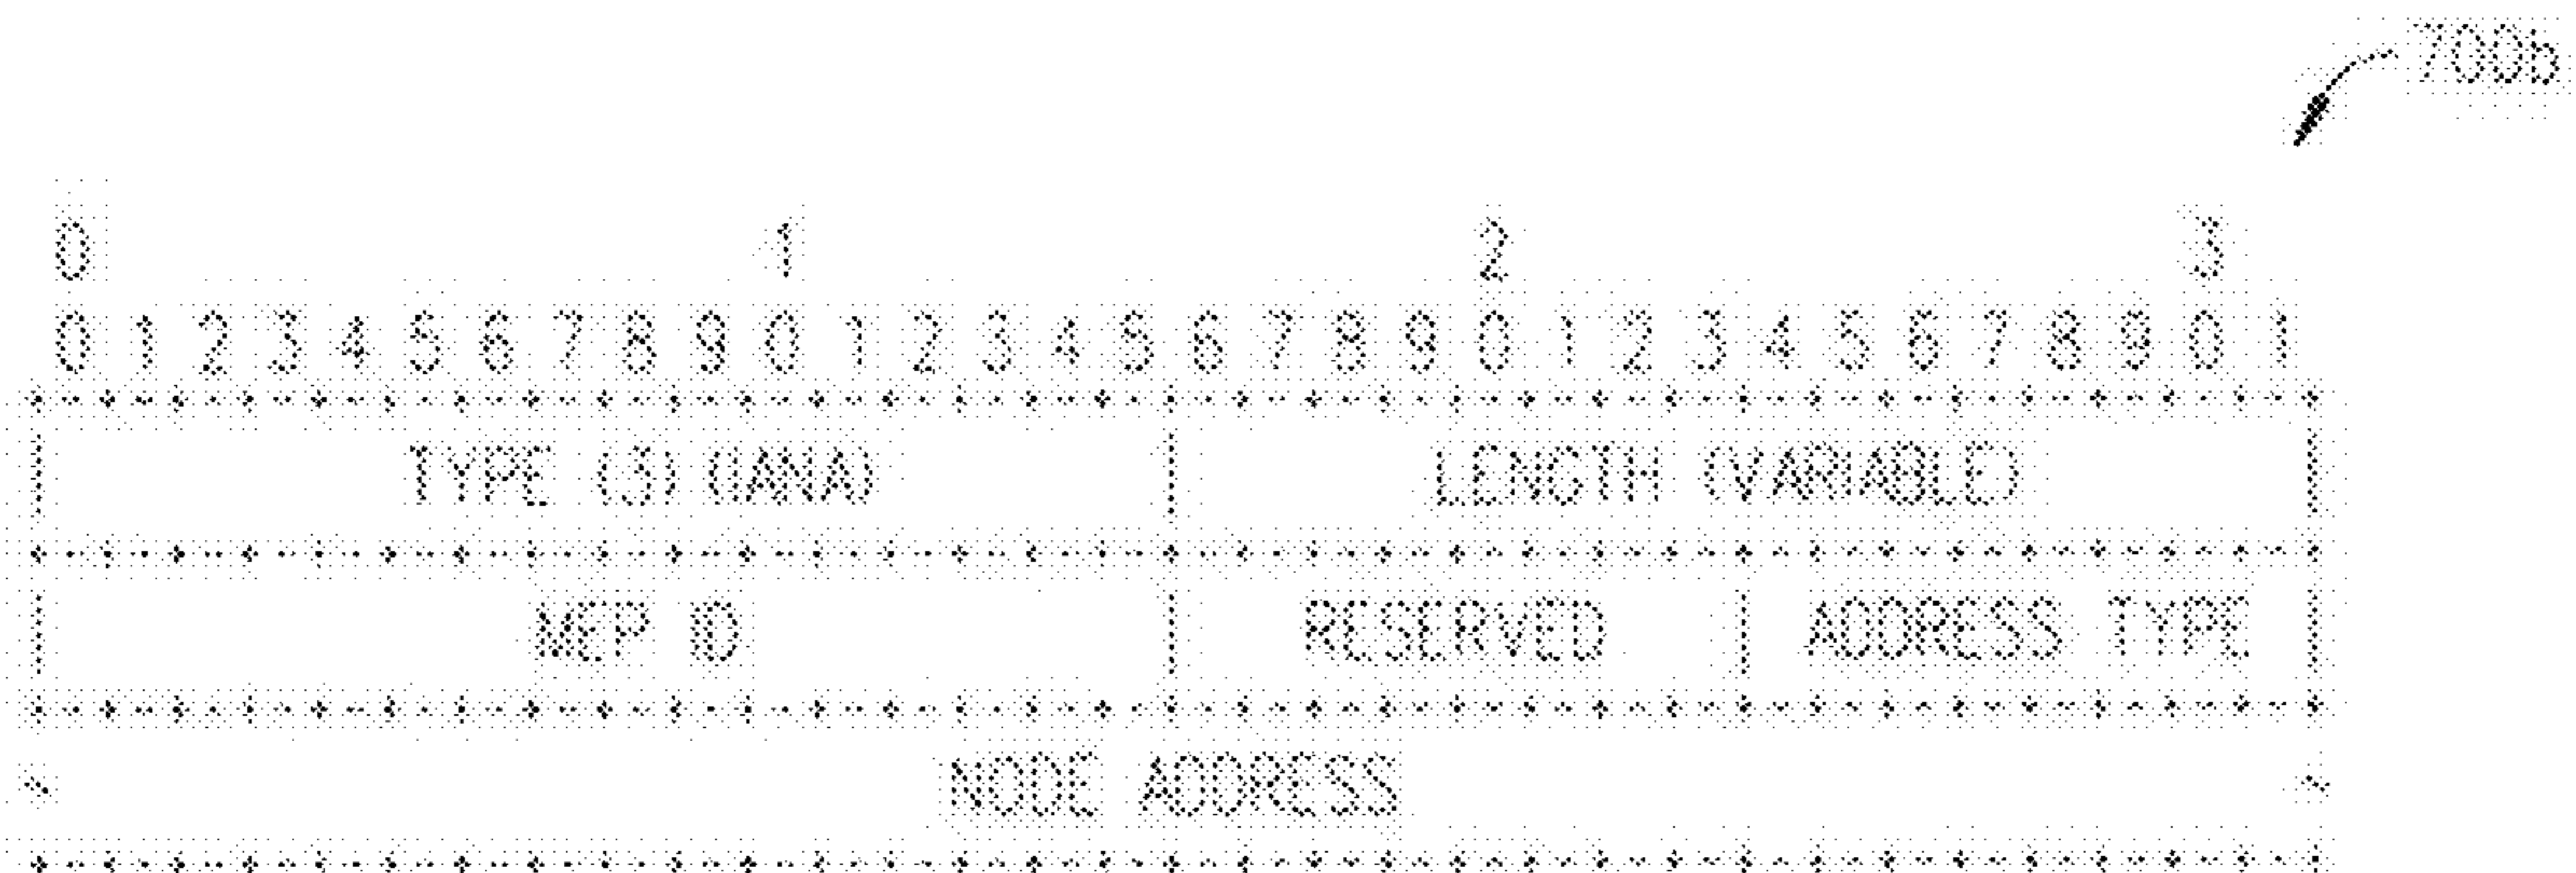 700b
0 1 2 3
0 1 2 3 4 5 6 7 8 9 0 1 2 3 4 5 6 7 8 9 0 1 2 3 4 5 6 7 8 9 0 1
TYPE (3) (IANA) LENGTH (VARIABLE)
MEP ID RESERVED ADDRESS TYPE
~ NODE ADDRESS ~